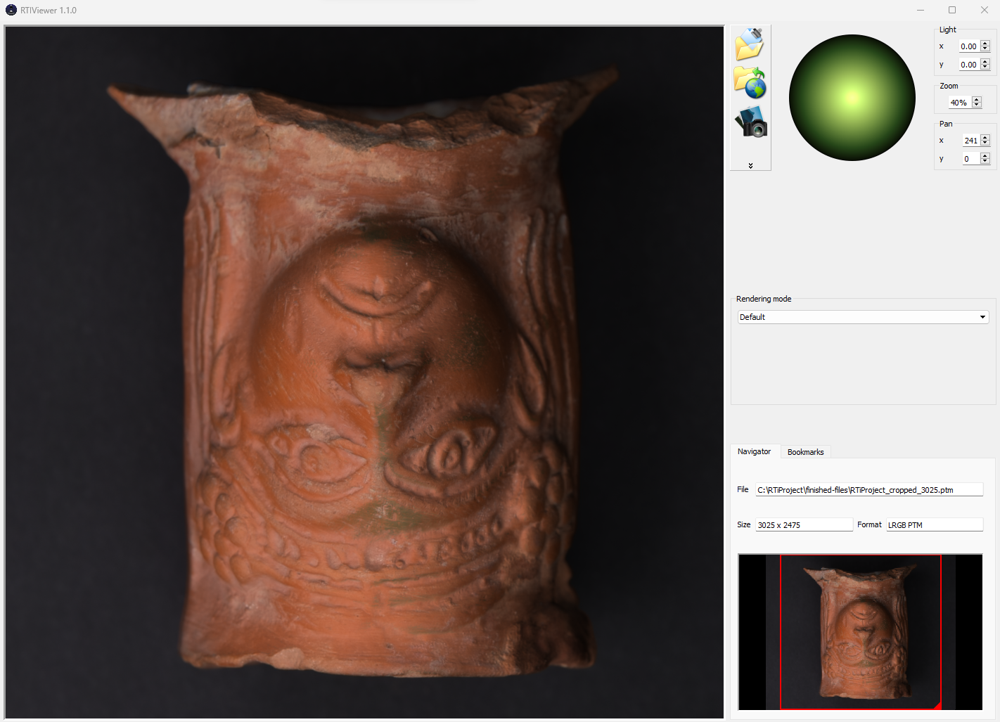 RTIViewer 1.1.0
Light
x 0.00
y 0.00
Zoom
40%
Pan
x 241
y 0
Rendering mode
Default
Navigator Bookmarks
File C:\RTiProject\finished-files\RTiProject_cropped_3025.ptm
Size 3025 x 2475 Format LRGB PTM